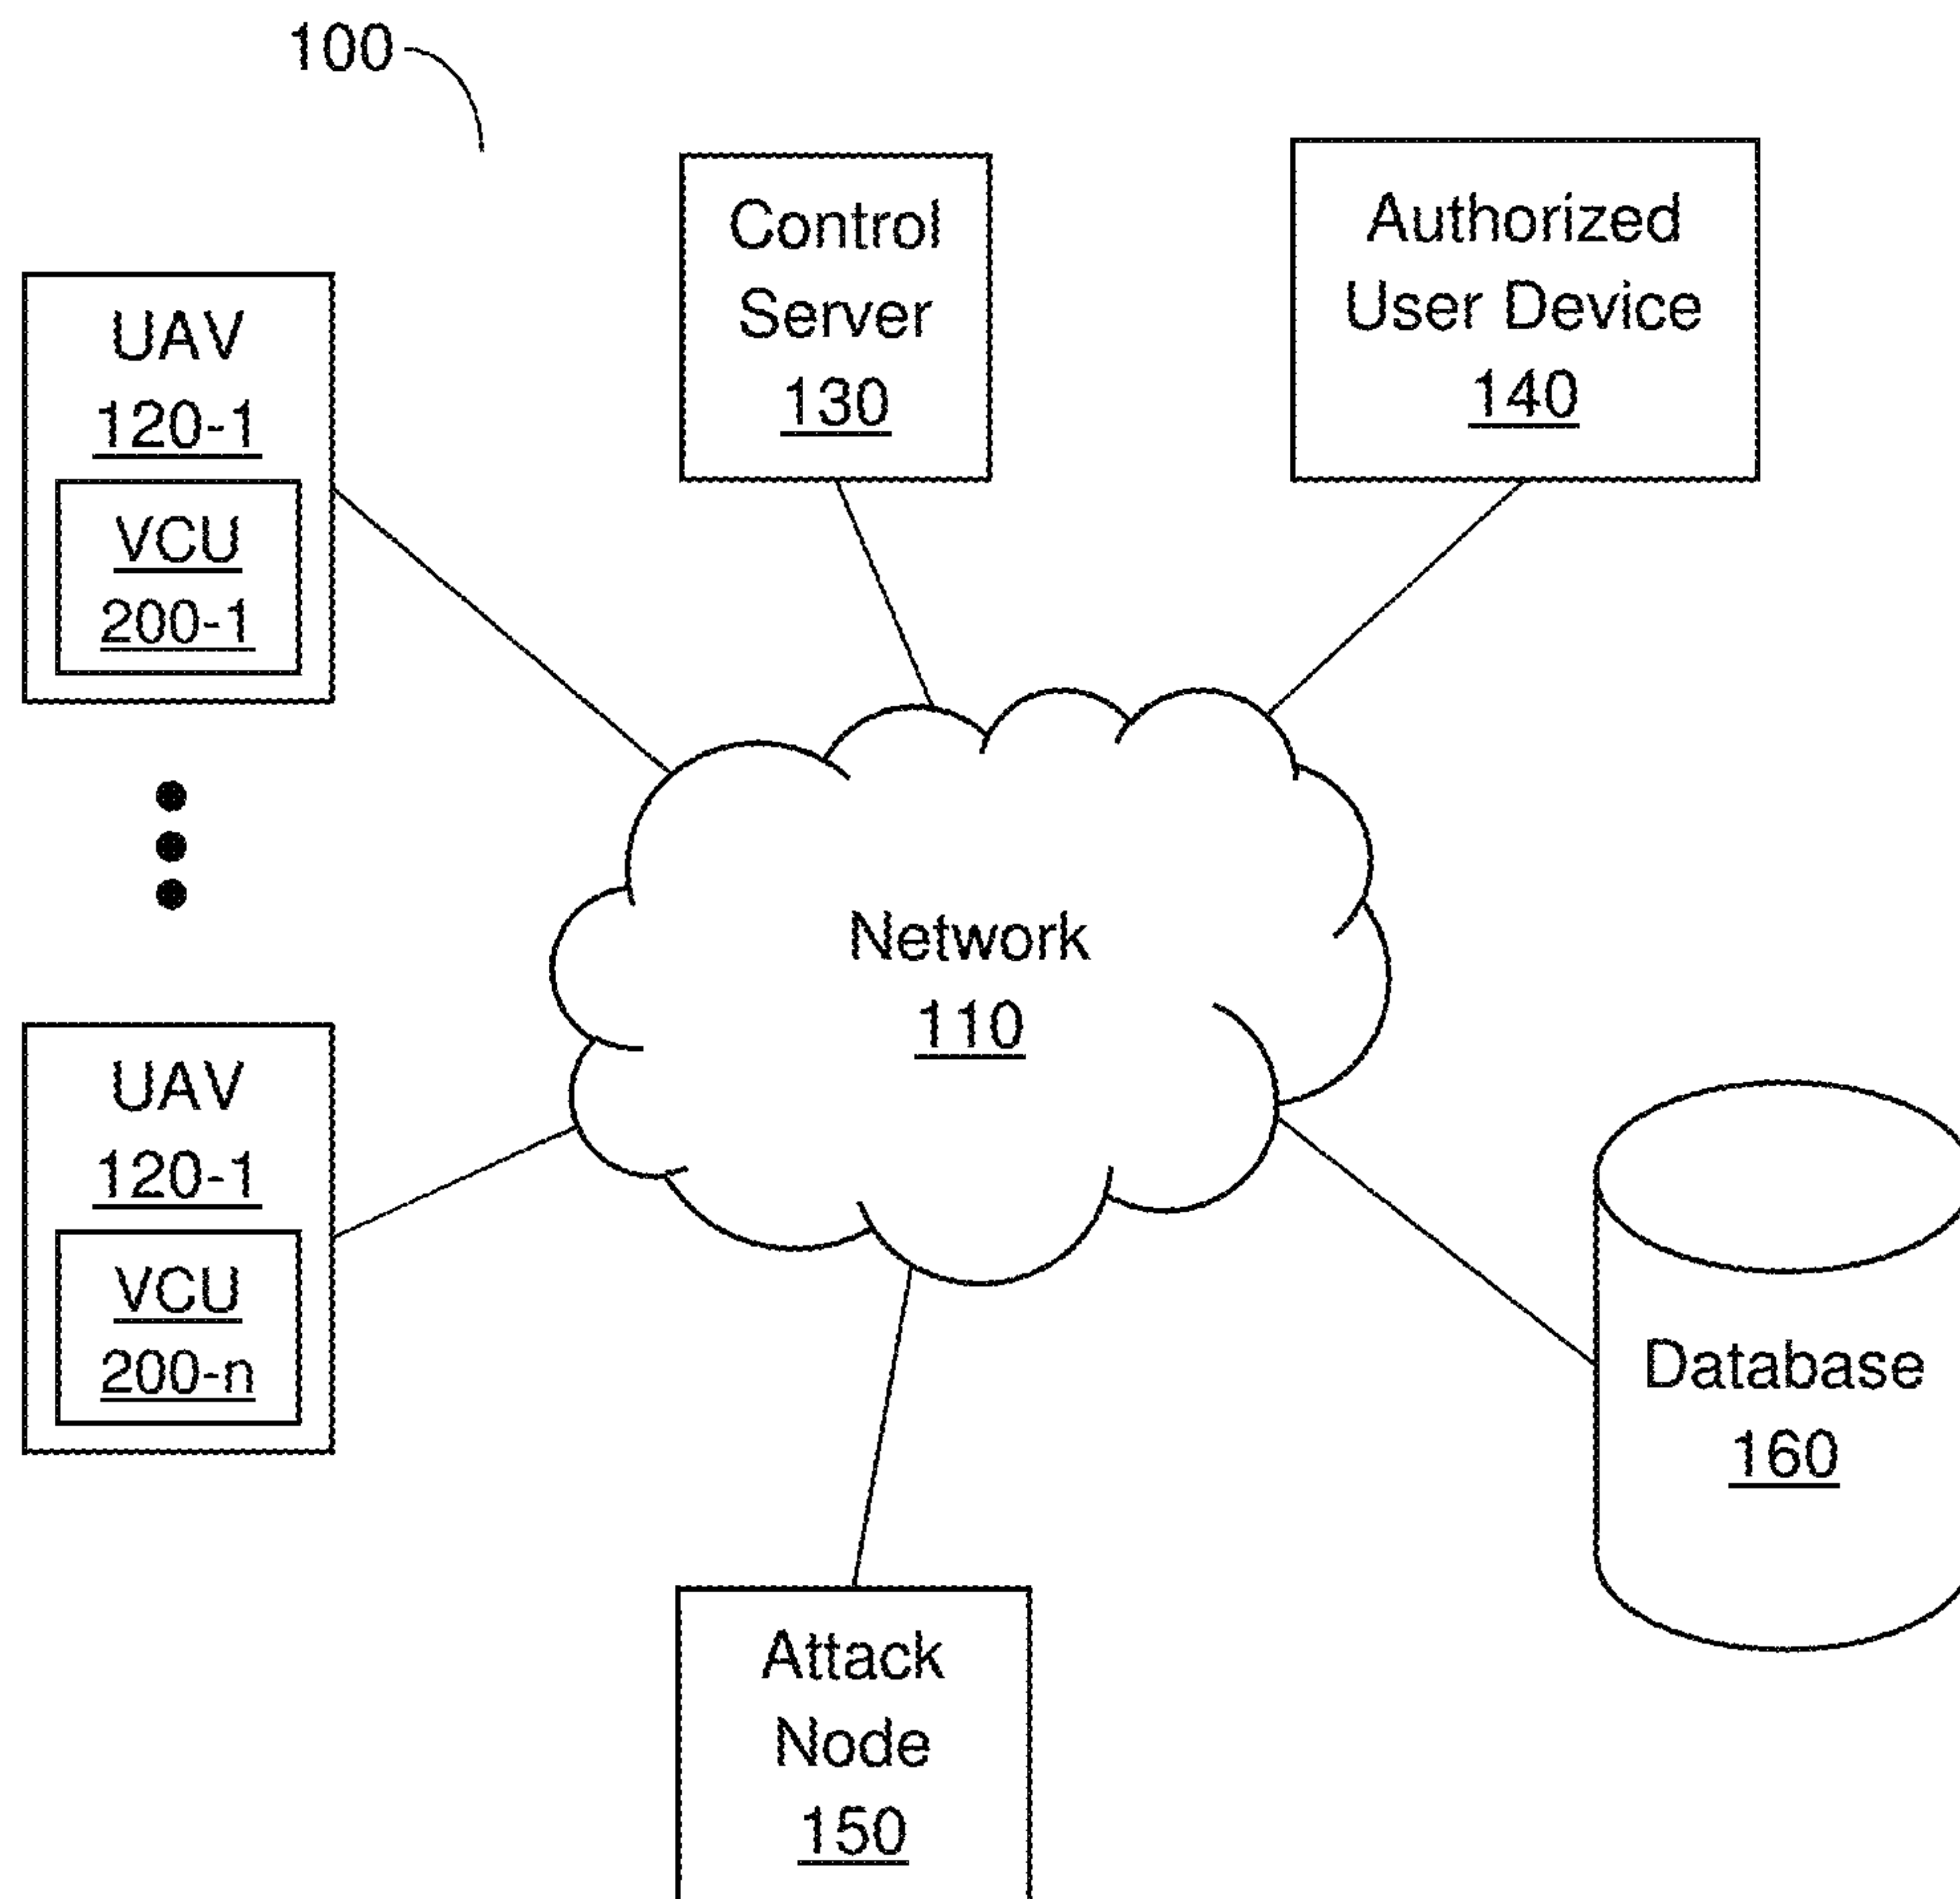 100
Control
Server
130
Authorized
User Device
140
UAV
120-1
VCU
200-1
Network
110
UAV
120-1
VCU
200-n
Database
160
Attack
Node
150